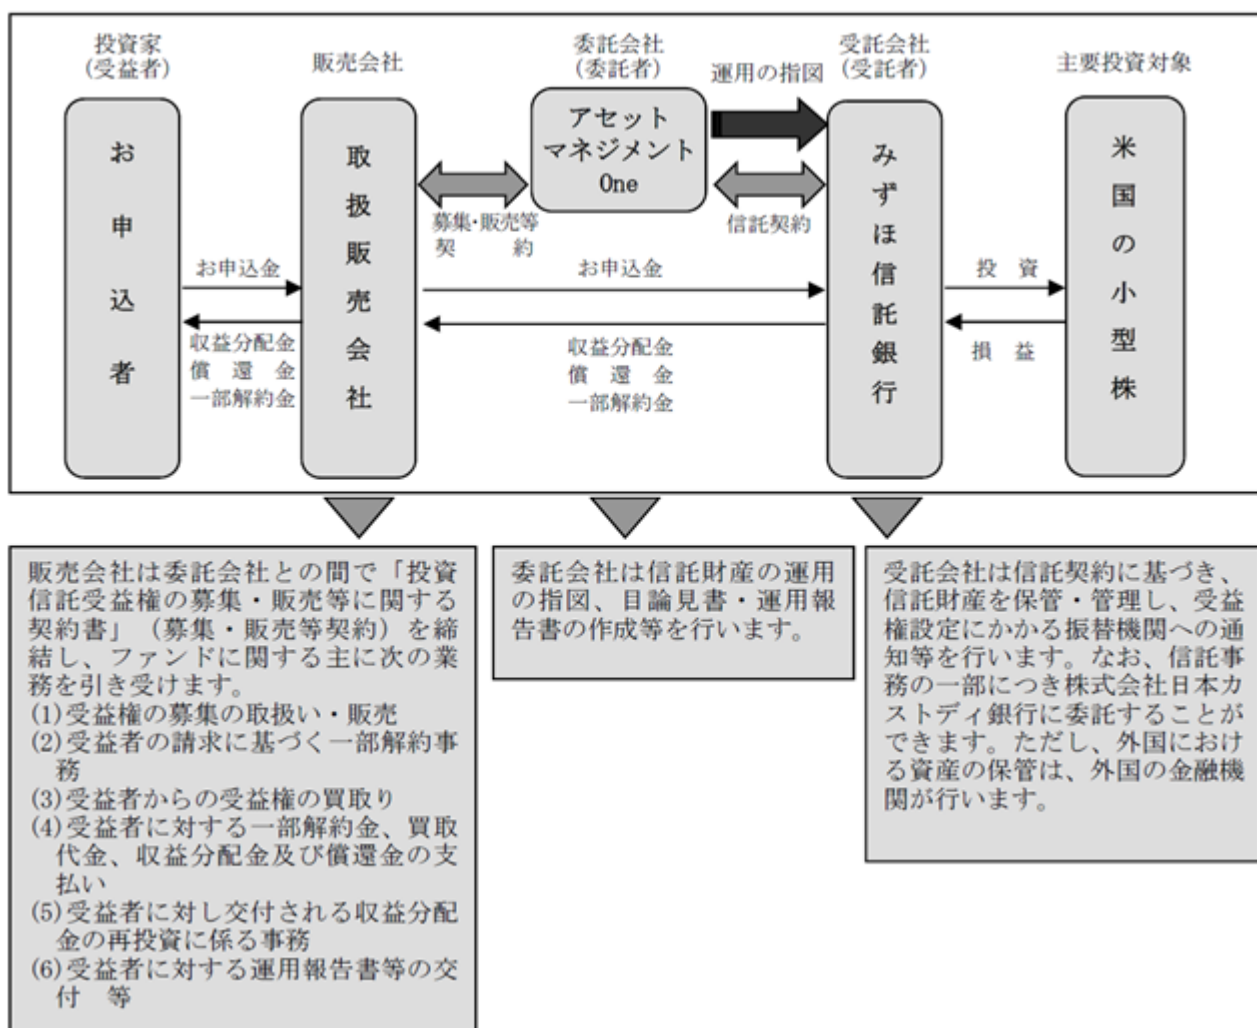 投資家
(受益者)
販売会社
委託会社
(委託者)
運用の指図
受託会社
(受託者)
主要投資対象
お申込者
取扱販売会社
アセット
マネジメント
One
みずほ信託銀行
米国の小型株
募集・販売等
契　　約
信託契約
お申込金
収益分配金
償　還　金
一部解約金
お申込金
収益分配金
償　還　金
一部解約金
投　資
損　益
販売会社は委託会社との間で「投資
信託受益権の募集・販売等に関する
契約書」（募集・販売等契約）を締
結し、ファンドに関する主に次の業
務を引き受けます。
(1)受益権の募集の取扱い・販売
(2)受益者の請求に基づく一部解約事
務
(3)受益者からの受益権の買取り
(4)受益者に対する一部解約金、買取
代金、収益分配金及び償還金の支
払い
(5)受益者に対し交付される収益分配
金の再投資に係る事務
(6)受益者に対する運用報告書等の交
付　等
委託会社は信託財産の運用
の指図、目論見書・運用報
告書の作成等を行います。
受託会社は信託契約に基づき、
信託財産を保管・管理し、受益
権設定にかかる振替機関への通
知等を行います。なお、信託事
務の一部につき株式会社日本カ
ストディ銀行に委託することが
できます。ただし、外国におけ
る資産の保管は、外国の金融機
関が行います。